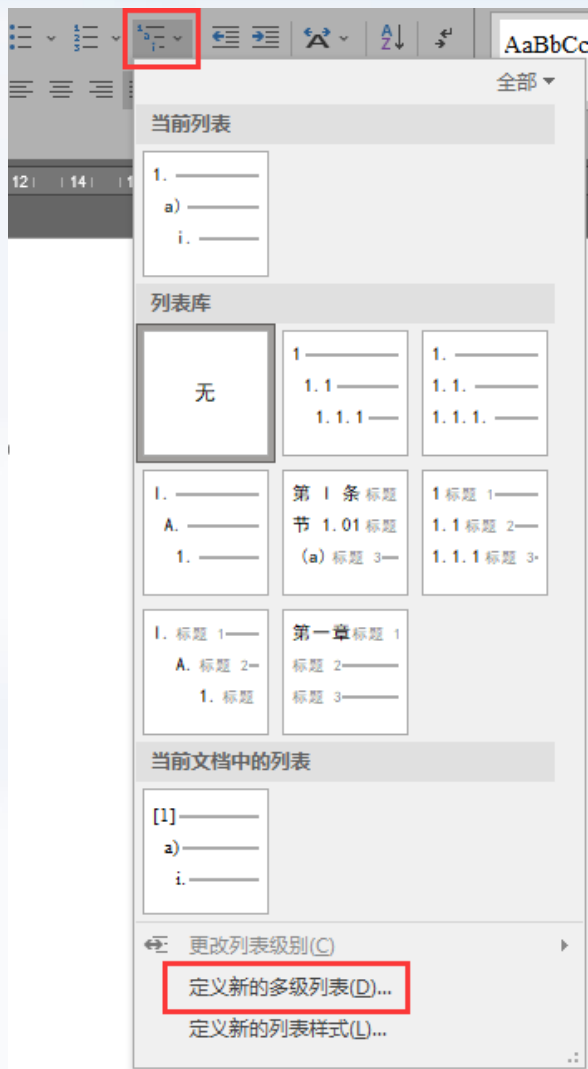 AaBbCc
全部
12 14 1
当前列表
1.
a)
i.
列表库
无
1
1.1
1.1.1
1.
1.1.
1.1.1.
I.
A.
1.
第 I 条 标题
节 1.01 标题
(a) 标题 3
1 标题 1
1.1 标题 2
1.1.1 标题 3
I. 标题 1
A. 标题 2
1. 标题
第一章标题 1
标题 2
标题 3
当前文档中的列表
[1]
a)
i.
更改列表级别(C)
定义新的多级列表(D)...
定义新的列表样式(L)...